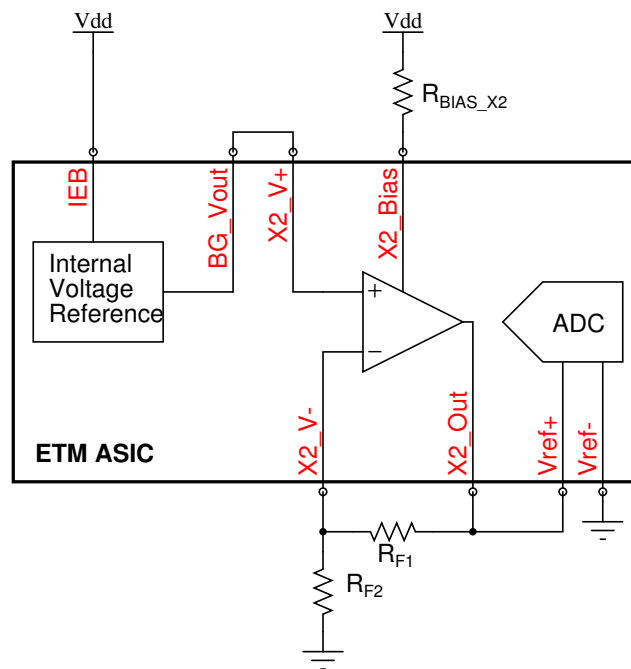 Vdd
Vdd
RBIAS_X2
IEB
BG_Vout
X2_V+
X2_Bias
Internal
Voltage
Reference
+
−
ADC
X2_V-
X2_Out
Vref+
Vref-
ETM ASIC
RF1
RF2